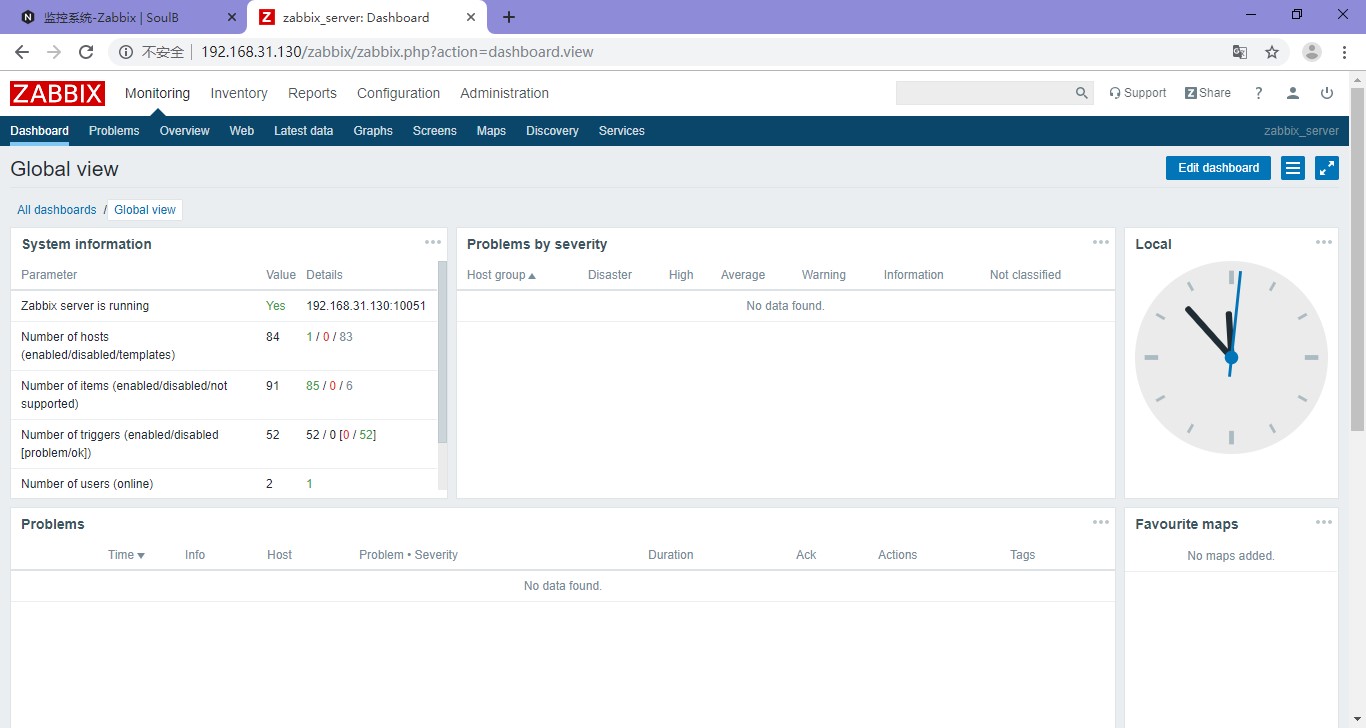 监控系统-Zabbix | SoulB
Z zabbix_server: Dashboard
不安全 192.168.31.130/zabbix/zabbix.php?action=dashboard.view
ZABBIX Monitoring Inventory Reports Configuration Administration Support Z Share ?
Dashboard Problems Overview Web Latest data Graphs Screens Maps Discovery Services zabbix_server
Global view Edit dashboard
All dashboards / Global view
System information
Parameter Value Details
Zabbix server is running Yes 192.168.31.130:10051
Number of hosts 84 1 / 0 / 83
(enabled/disabled/templates)
Number of items (enabled/disabled/not 91 85 / 0 / 6
supported)
Number of triggers (enabled/disabled 52 52 / 0 [0 / 52]
[problem/ok])
Number of users (online) 2 1
Problems by severity
Host group Disaster High Average Warning Information Not classified
No data found.
Local
Problems
Time Info Host Problem • Severity Duration Ack Actions Tags
No data found.
Favourite maps
No maps added.